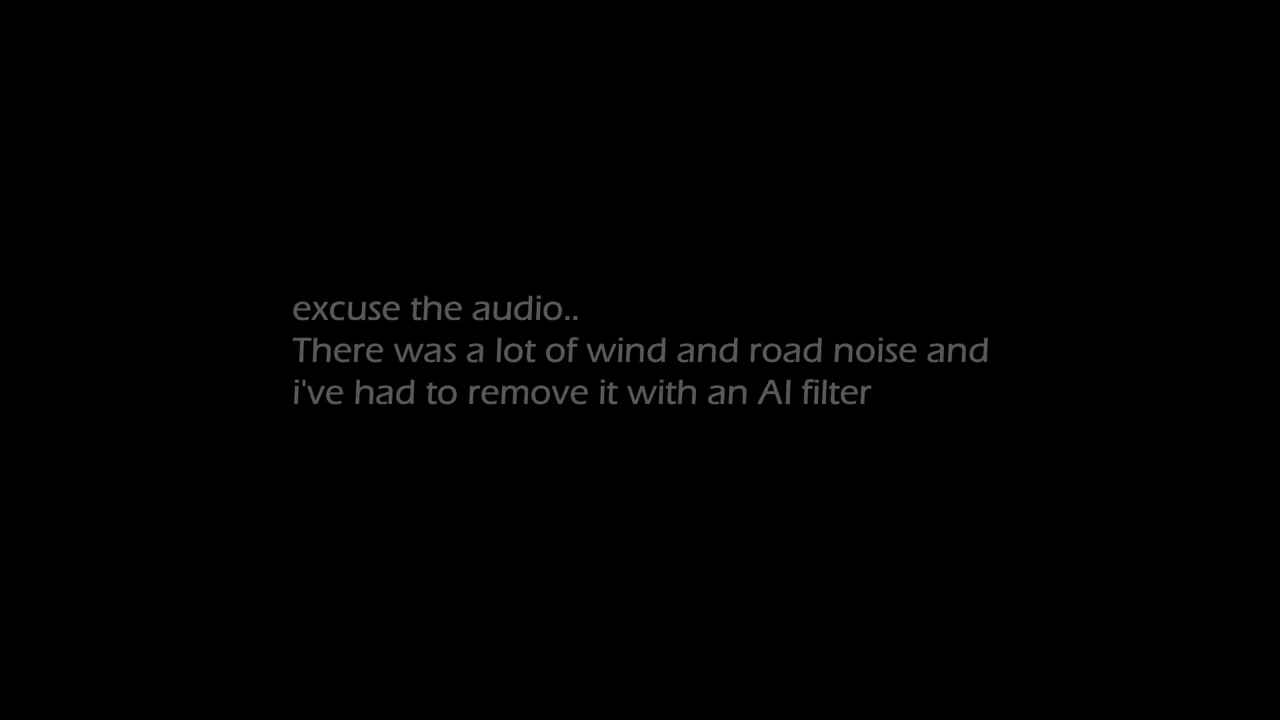 excuse the audio..
There was a lot of wind and road noise and
i've had to remove it with an AI filter